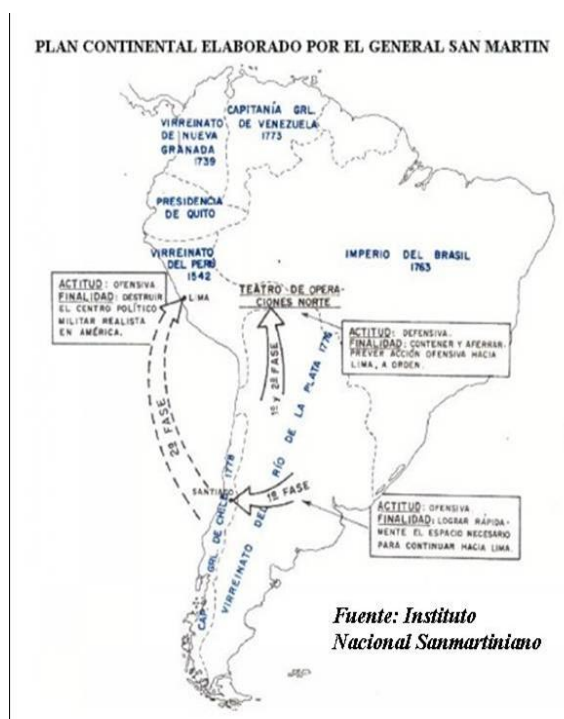 PLAN CONTINENTAL ELABORADO POR EL GENERAL SAN MARTIN
CAPITANÍA GRL.
DE VENEZUELA
1773
VIRREINATO
DE NUEVA
GRANADA
1739
PRESIDENCIA
DE QUITO
VIRREINATO
DEL PERÚ
1542
IMPERIO DEL BRASIL
1763
ACTITUD: OFENSIVA
FINALIDAD: DESTRUIR
EL CENTRO POLÍTICO
MILITAR REALISTA
EN AMÉRICA.
LIMA
TEATRO DE OPERA-
CIONES NORTE
ACTITUD: DEFENSIVA.
FINALIDAD: CONTENER Y AFERRAR.
PREVER ACCIÓN OFENSIVA HACIA
LIMA, A ORDEN.
1ª y 2ª FASE
2ª FASE
VIRREINATO DEL RÍO DE LA PLATA 1776
SANTIAGO
1ª FASE
CAP. GRL. DE CHILE 1778
ACTITUD: OFENSIVA
FINALIDAD: LOGRAR RÁPIDA-
MENTE EL ESPACIO NECESARIO
PARA CONTINUAR HACIA LIMA.
Fuente: Instituto
Nacional Sanmartiniano